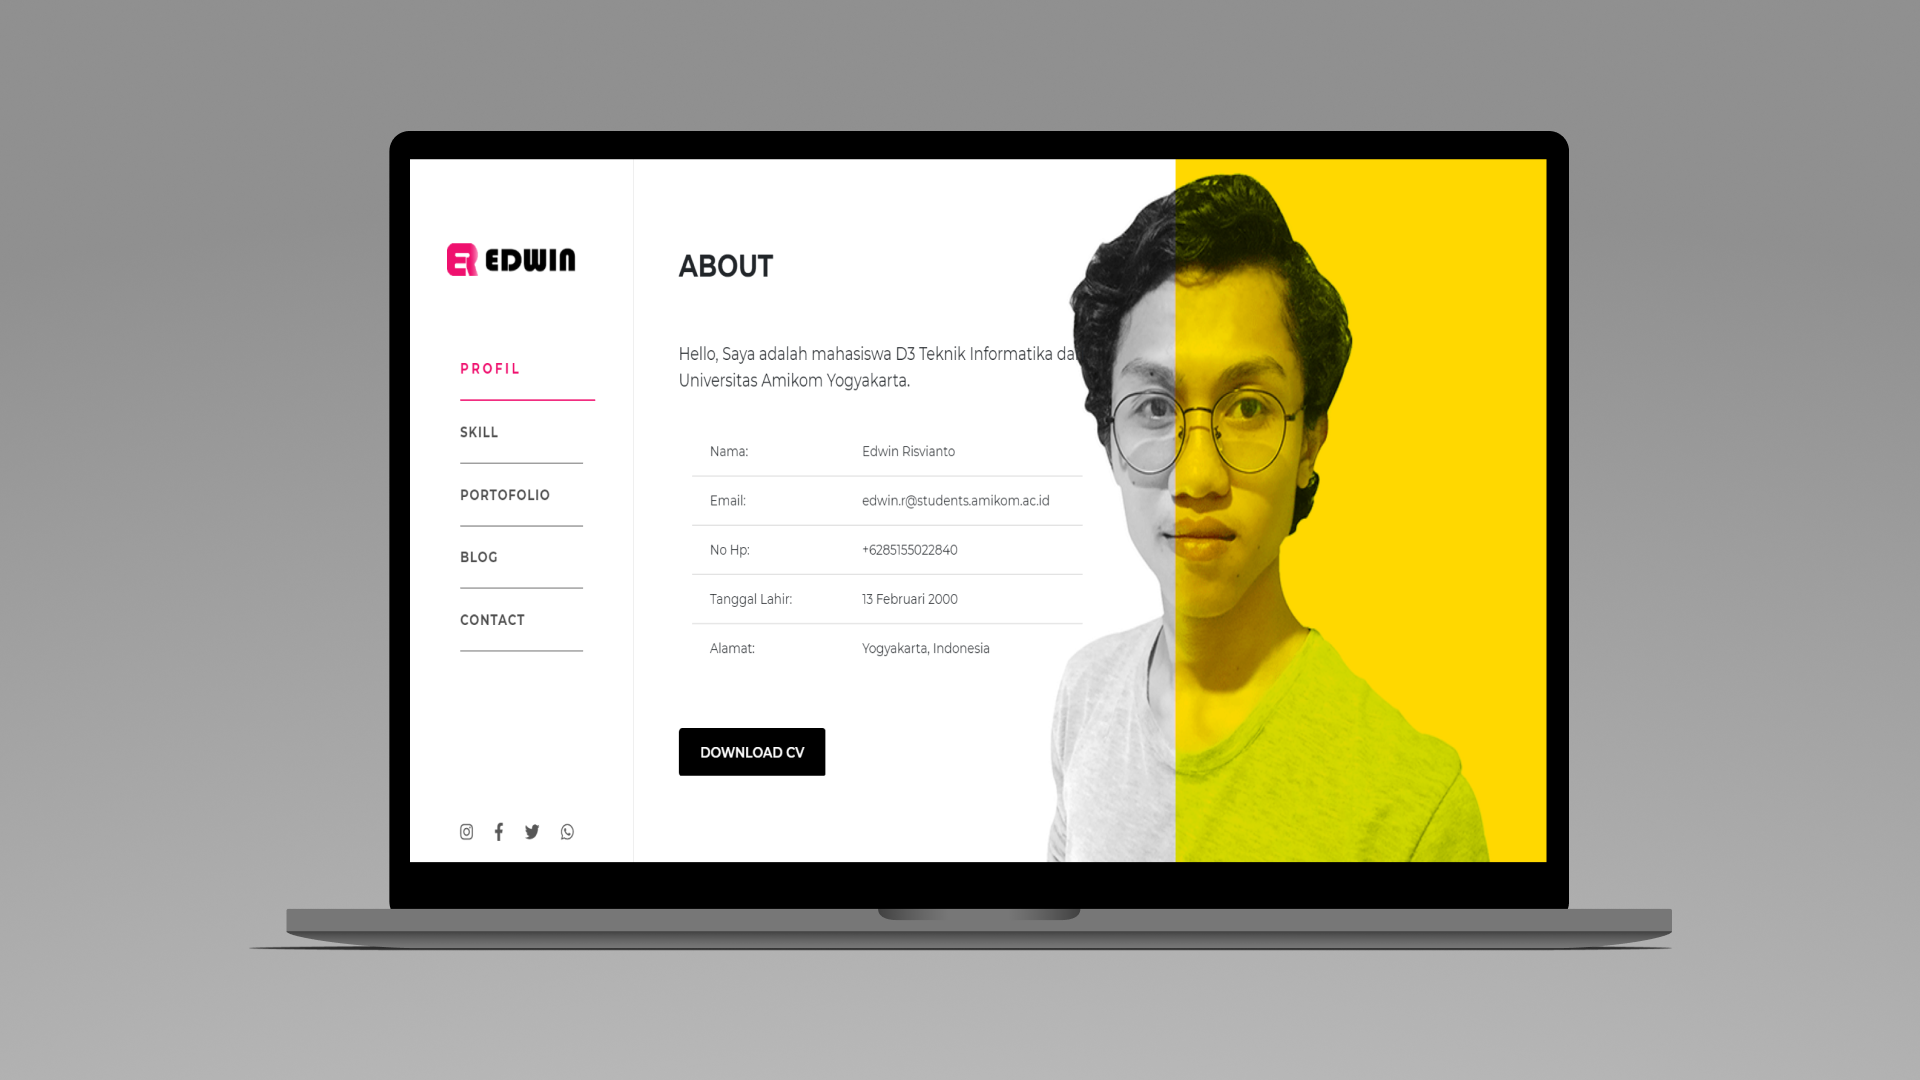 ER EDWIN
PROFIL
SKILL
PORTOFOLIO
BLOG
CONTACT
ABOUT
Hello, Saya adalah mahasiswa D3 Teknik Informatika
Universitas Amikom Yogyakarta.
Nama: Edwin Risvianto
Email: edwin.r@students.amikom.ac.id
No Hp: +6285155022840
Tanggal Lahir: 13 Februari 2000
Alamat: Yogyakarta, Indonesia
DOWNLOAD CV